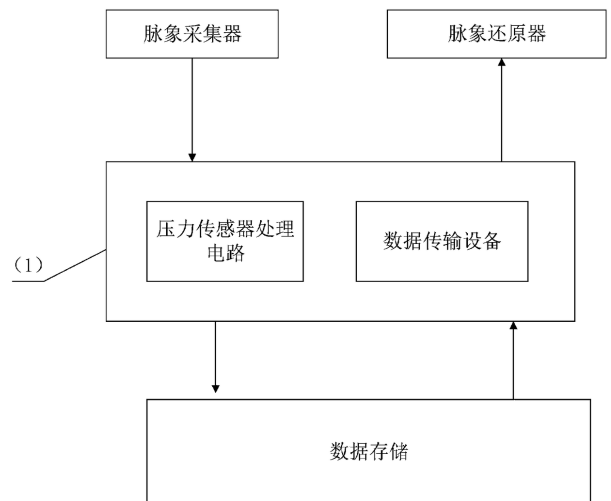 脉象采集器
脉象还原器
压力传感器处理
电路
数据传输设备
（1）
数据存储